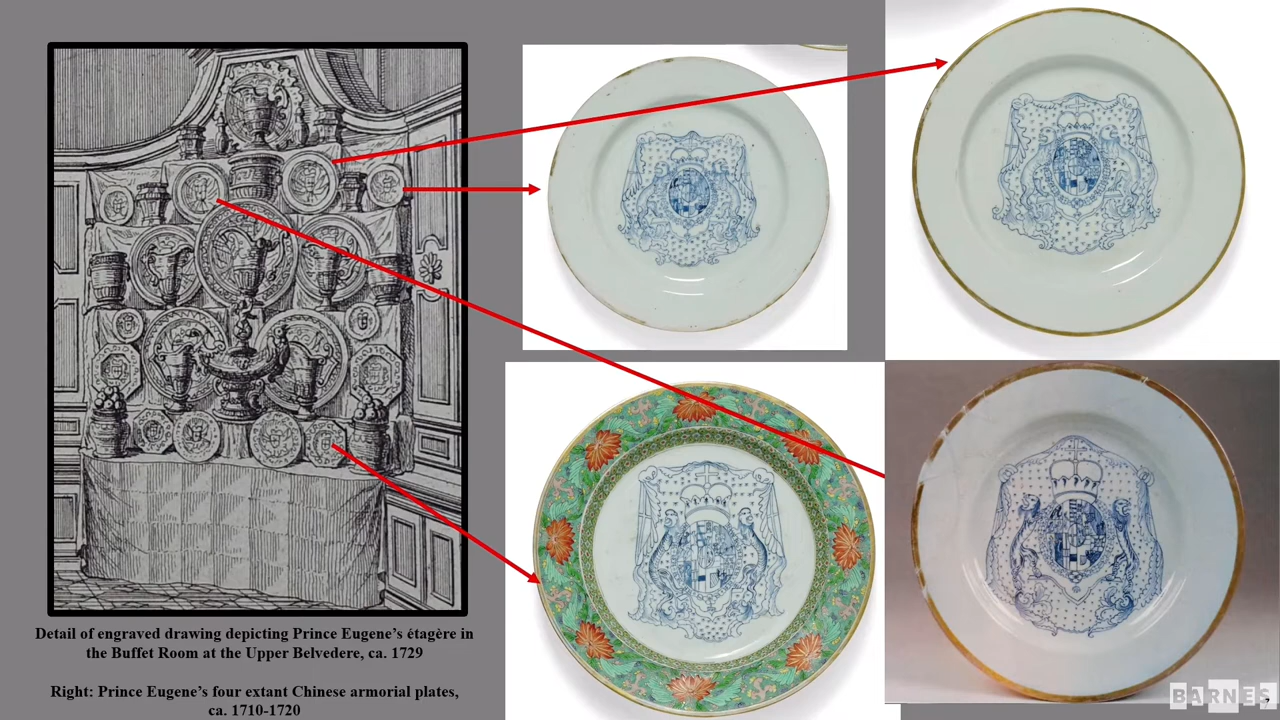 Detail of engraved drawing depicting Prince Eugene's étagère in
the Buffet Room at the Upper Belvedere, ca. 1729
Right: Prince Eugene's four extant Chinese armorial plates,
ca. 1710-1720
BARNES
7